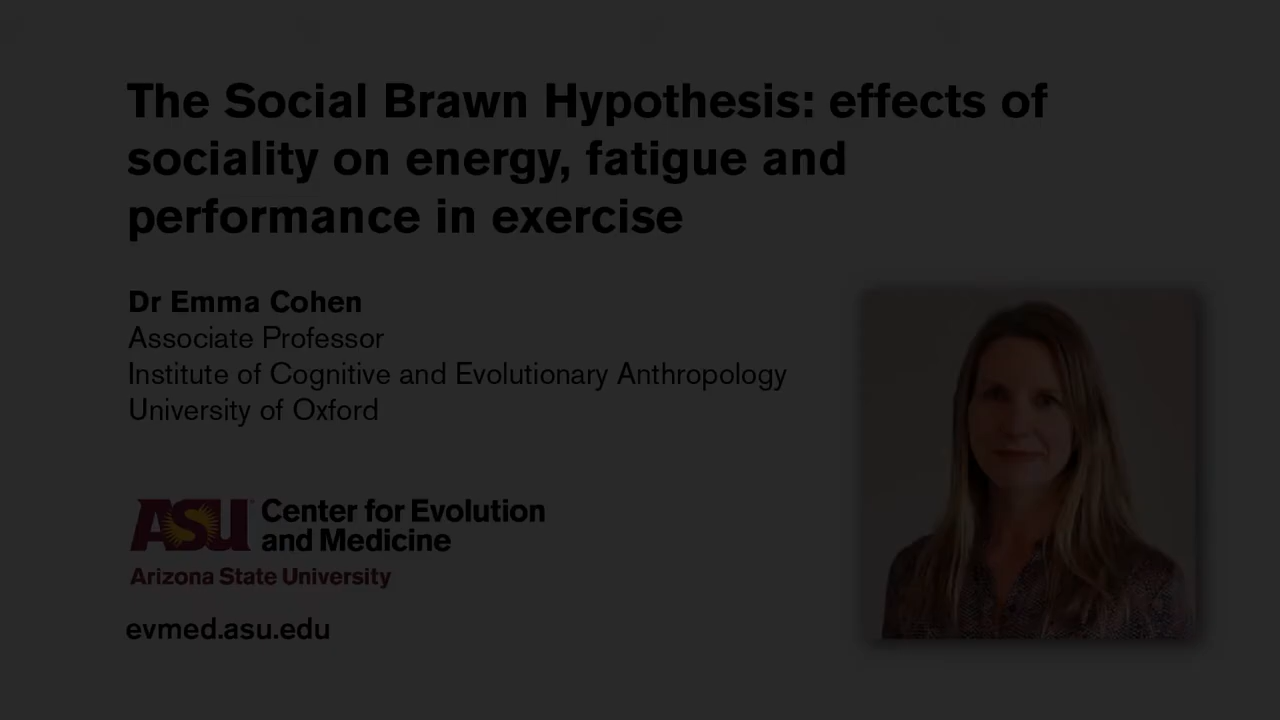 The Social Brawn Hypothesis: effects of
sociality on energy, fatigue and
performance in exercise
Dr Emma Cohen
Associate Professor
Institute of Cognitive and Evolutionary Anthropology
University of Oxford
ASU Center for Evolution
and Medicine
Arizona State University
evmed.asu.edu